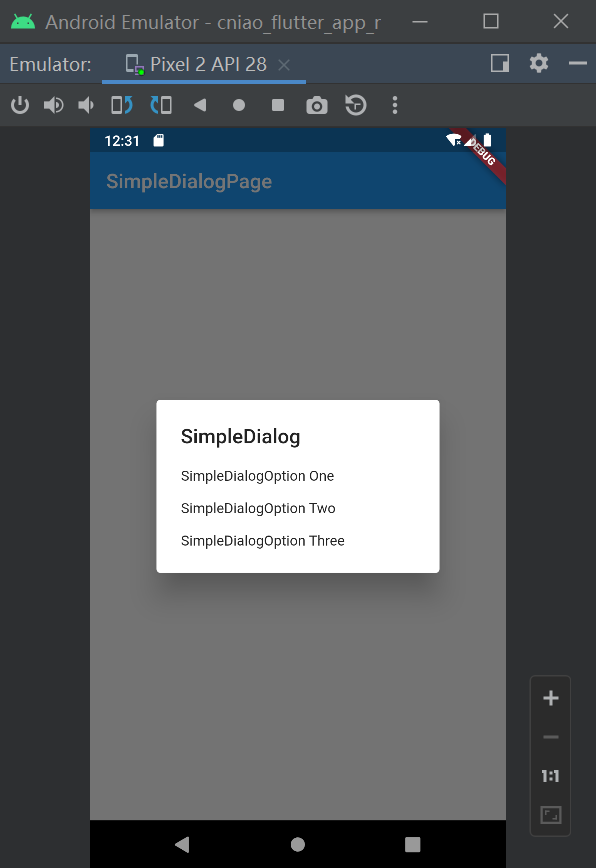 Android Emulator - cniao_flutter_app_r
Emulator: Pixel 2 API 28
12:31
DEBUG
SimpleDialogPage
SimpleDialog
SimpleDialogOption One
SimpleDialogOption Two
SimpleDialogOption Three
1:1